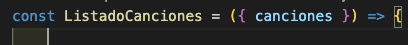 const ListadoCanciones = ({ canciones }) => {